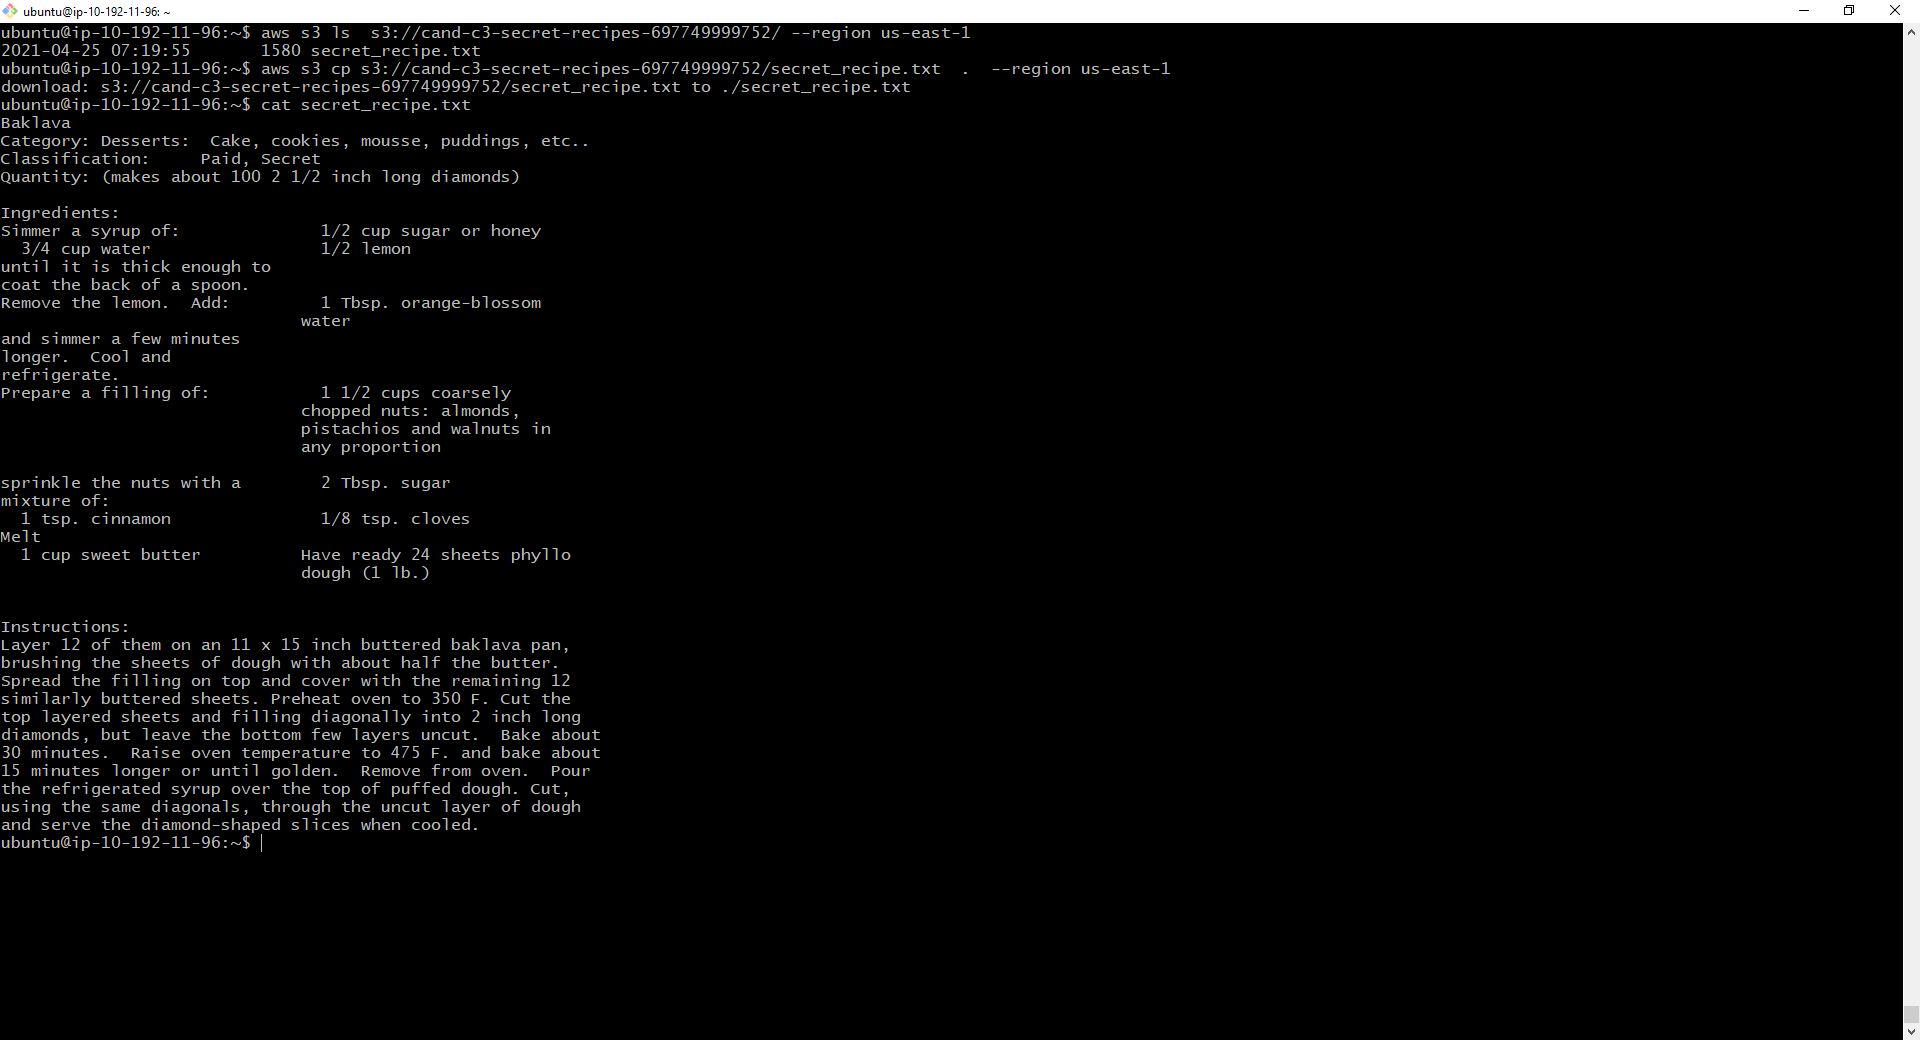 ubuntu@ip-10-192-11-96: ~
ubuntu@ip-10-192-11-96:~$ aws s3 ls  s3://cand-c3-secret-recipes-697749999752/ --region us-east-1
2021-04-25 07:19:55       1580 secret_recipe.txt
ubuntu@ip-10-192-11-96:~$ aws s3 cp s3://cand-c3-secret-recipes-697749999752/secret_recipe.txt  .  --region us-east-1
download: s3://cand-c3-secret-recipes-697749999752/secret_recipe.txt to ./secret_recipe.txt
ubuntu@ip-10-192-11-96:~$ cat secret_recipe.txt
Baklava
Category: Desserts:  Cake, cookies, mousse, puddings, etc..
Classification:     Paid, Secret
Quantity: (makes about 100 2 1/2 inch long diamonds)
Ingredients:
Simmer a syrup of:              1/2 cup sugar or honey
  3/4 cup water                 1/2 lemon
until it is thick enough to
coat the back of a spoon.
Remove the lemon.  Add:         1 Tbsp. orange-blossom
                              water
and simmer a few minutes
longer.  Cool and
refrigerate.
Prepare a filling of:           1 1/2 cups coarsely
                              chopped nuts: almonds,
                              pistachios and walnuts in
                              any proportion
sprinkle the nuts with a        2 Tbsp. sugar
mixture of:
  1 tsp. cinnamon               1/8 tsp. cloves
Melt
  1 cup sweet butter          Have ready 24 sheets phyllo
                              dough (1 lb.)
Instructions:
Layer 12 of them on an 11 x 15 inch buttered baklava pan,
brushing the sheets of dough with about half the butter.
Spread the filling on top and cover with the remaining 12
similarly buttered sheets. Preheat oven to 350 F. Cut the
top layered sheets and filling diagonally into 2 inch long
diamonds, but leave the bottom few layers uncut.  Bake about
30 minutes.  Raise oven temperature to 475 F. and bake about
15 minutes longer or until golden.  Remove from oven.  Pour
the refrigerated syrup over the top of puffed dough. Cut,
using the same diagonals, through the uncut layer of dough
and serve the diamond-shaped slices when cooled.
ubuntu@ip-10-192-11-96:~$